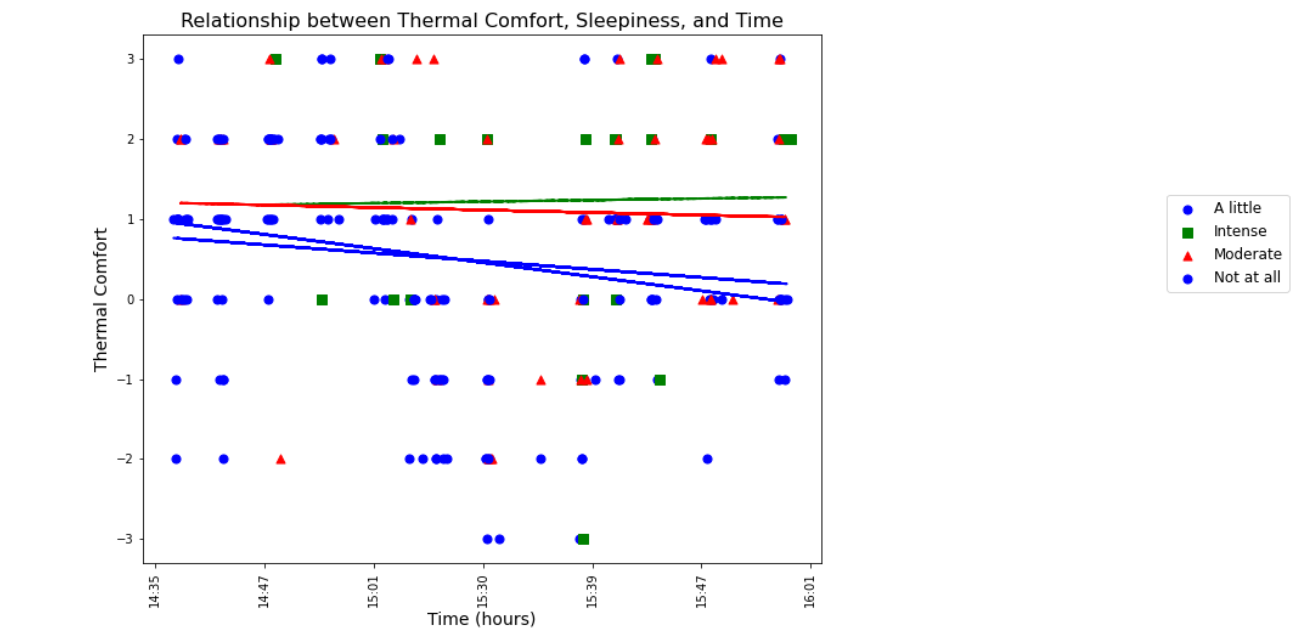 Relationship between Thermal Comfort, Sleepiness, and Time
Thermal Comfort
3
2
1
0
−1
−2
−3
14:35
14:47
15:01
15:30
15:39
15:47
16:01
Time (hours)
A little
Intense
Moderate
Not at all